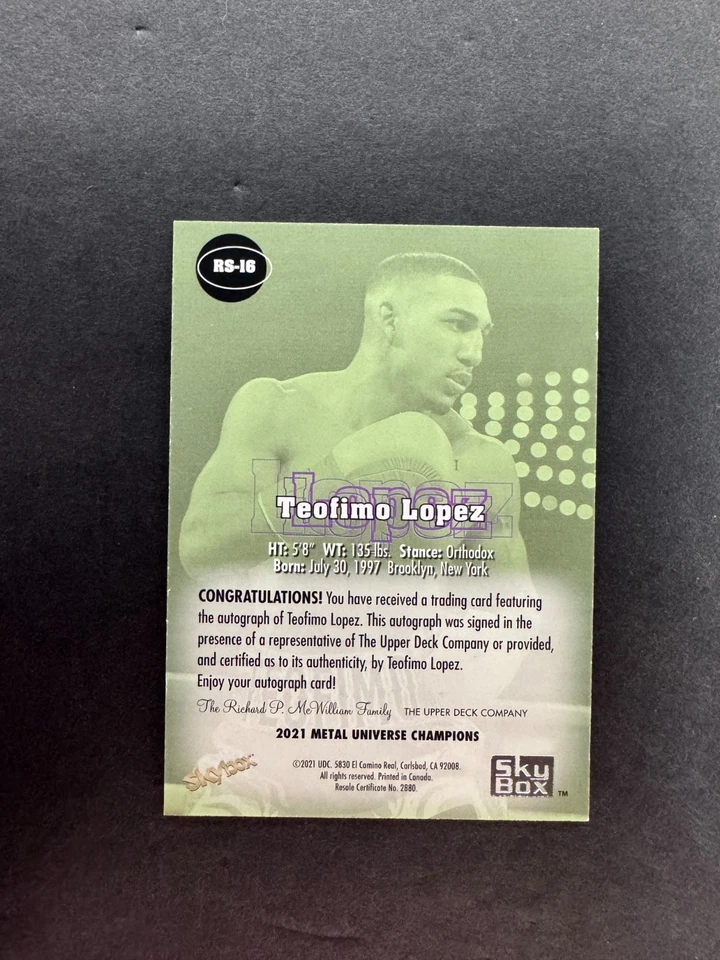 RS-16
Lopez
Teofimo Lopez
HT: 5'8" WT: 135 lbs. Stance: Orthodox
Born: July 30, 1997 Brooklyn, New York
CONGRATULATIONS! You have received a trading card featuring
the autograph of Teofimo Lopez. This autograph was signed in the
presence of a representative of The Upper Deck Company or provided,
and certified as to its authenticity, by Teofimo Lopez.
Enjoy your autograph card!
The Richard P. McWilliam Family THE UPPER DECK COMPANY
2021 METAL UNIVERSE CHAMPIONS
©2021 UDC. 5830 El Camino Real, Carlsbad, CA 92008.
All rights reserved. Printed in Canada.
Resale Certificate No. 2880.
Skybox™
Sky
Box ™